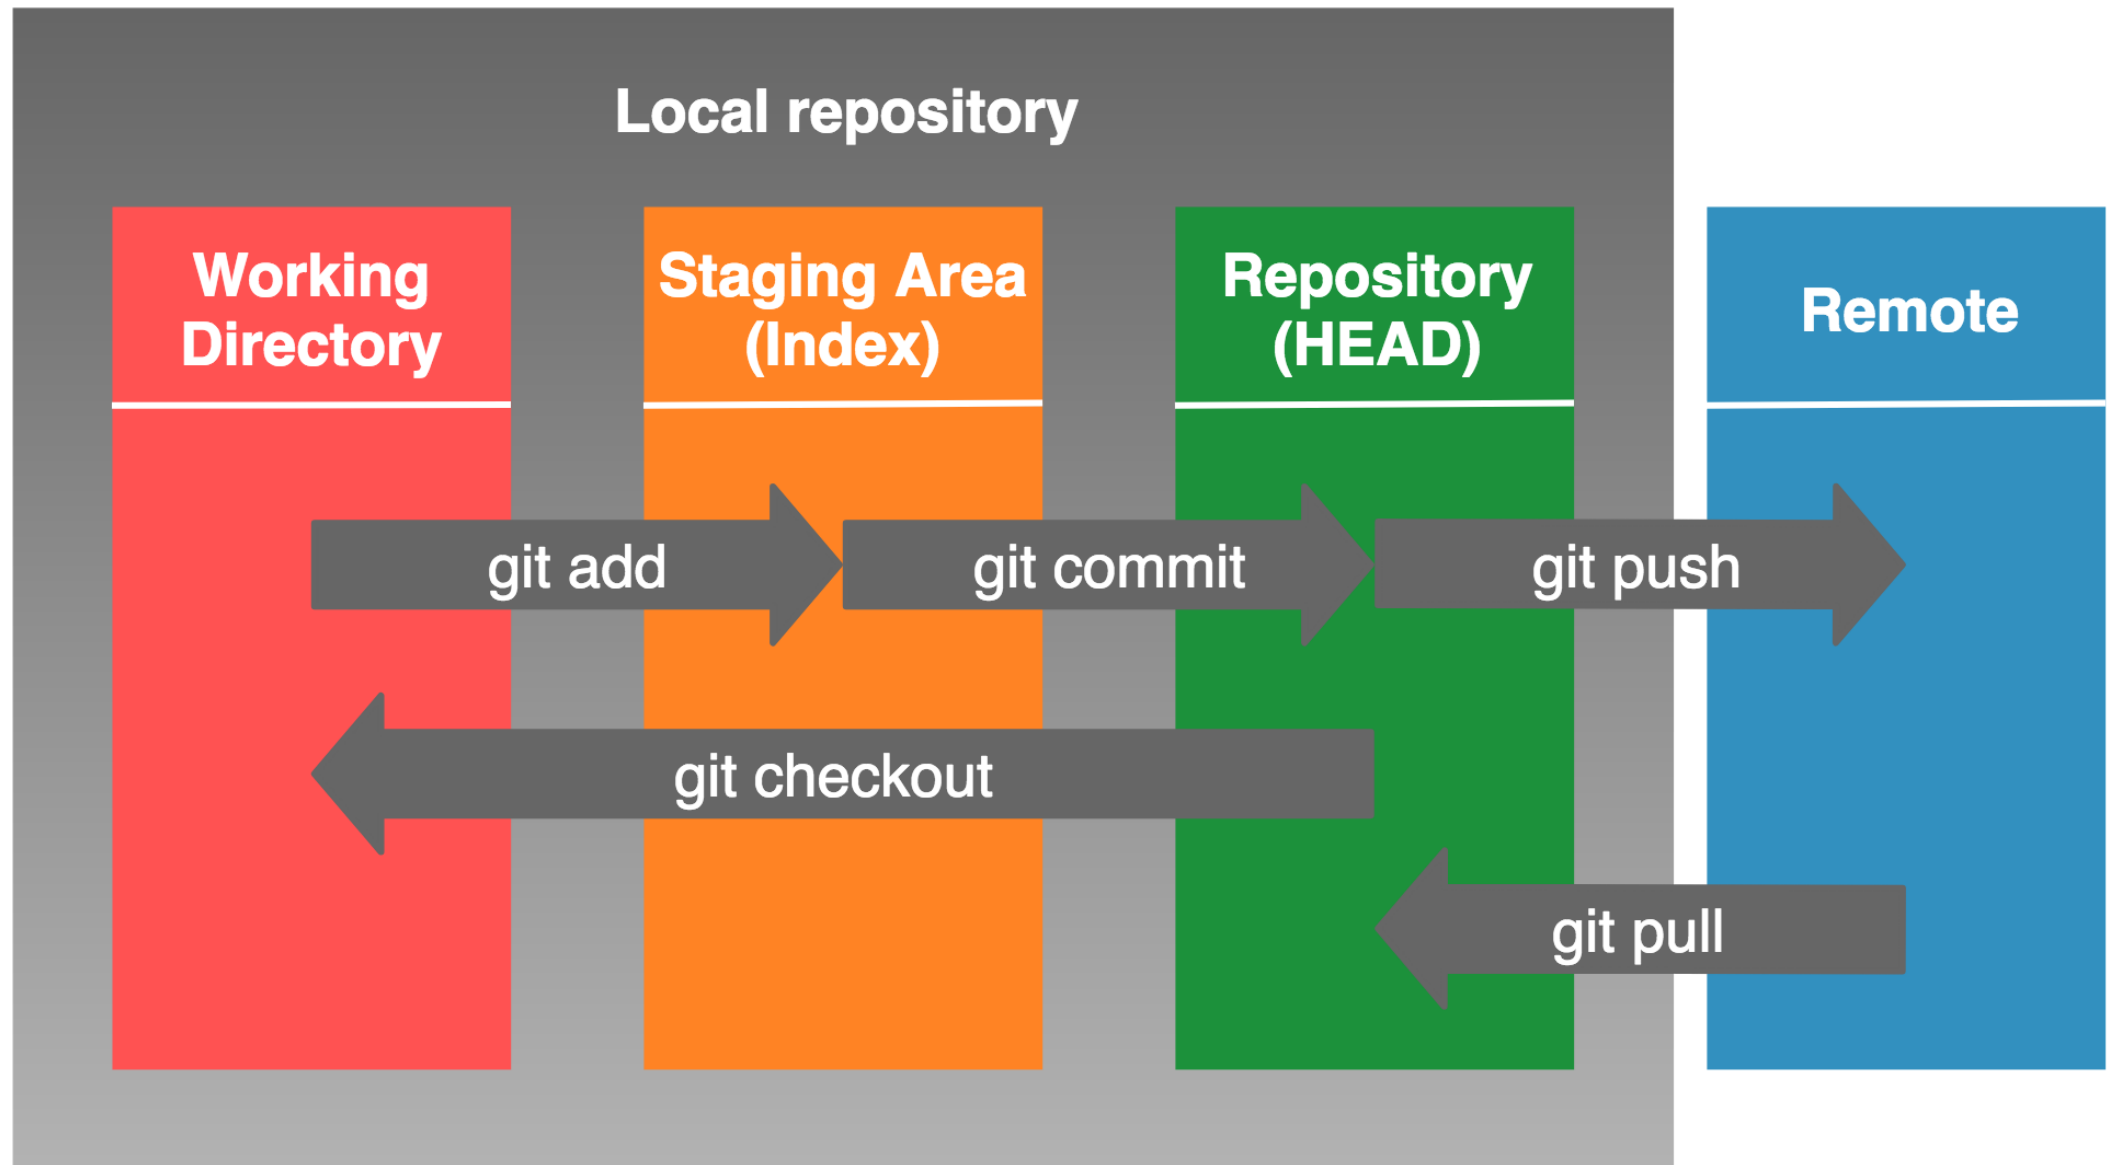 Local repository
Working
Directory
Staging Area
(Index)
Repository
(HEAD)
Remote
git add
git commit
git push
git checkout
git pull